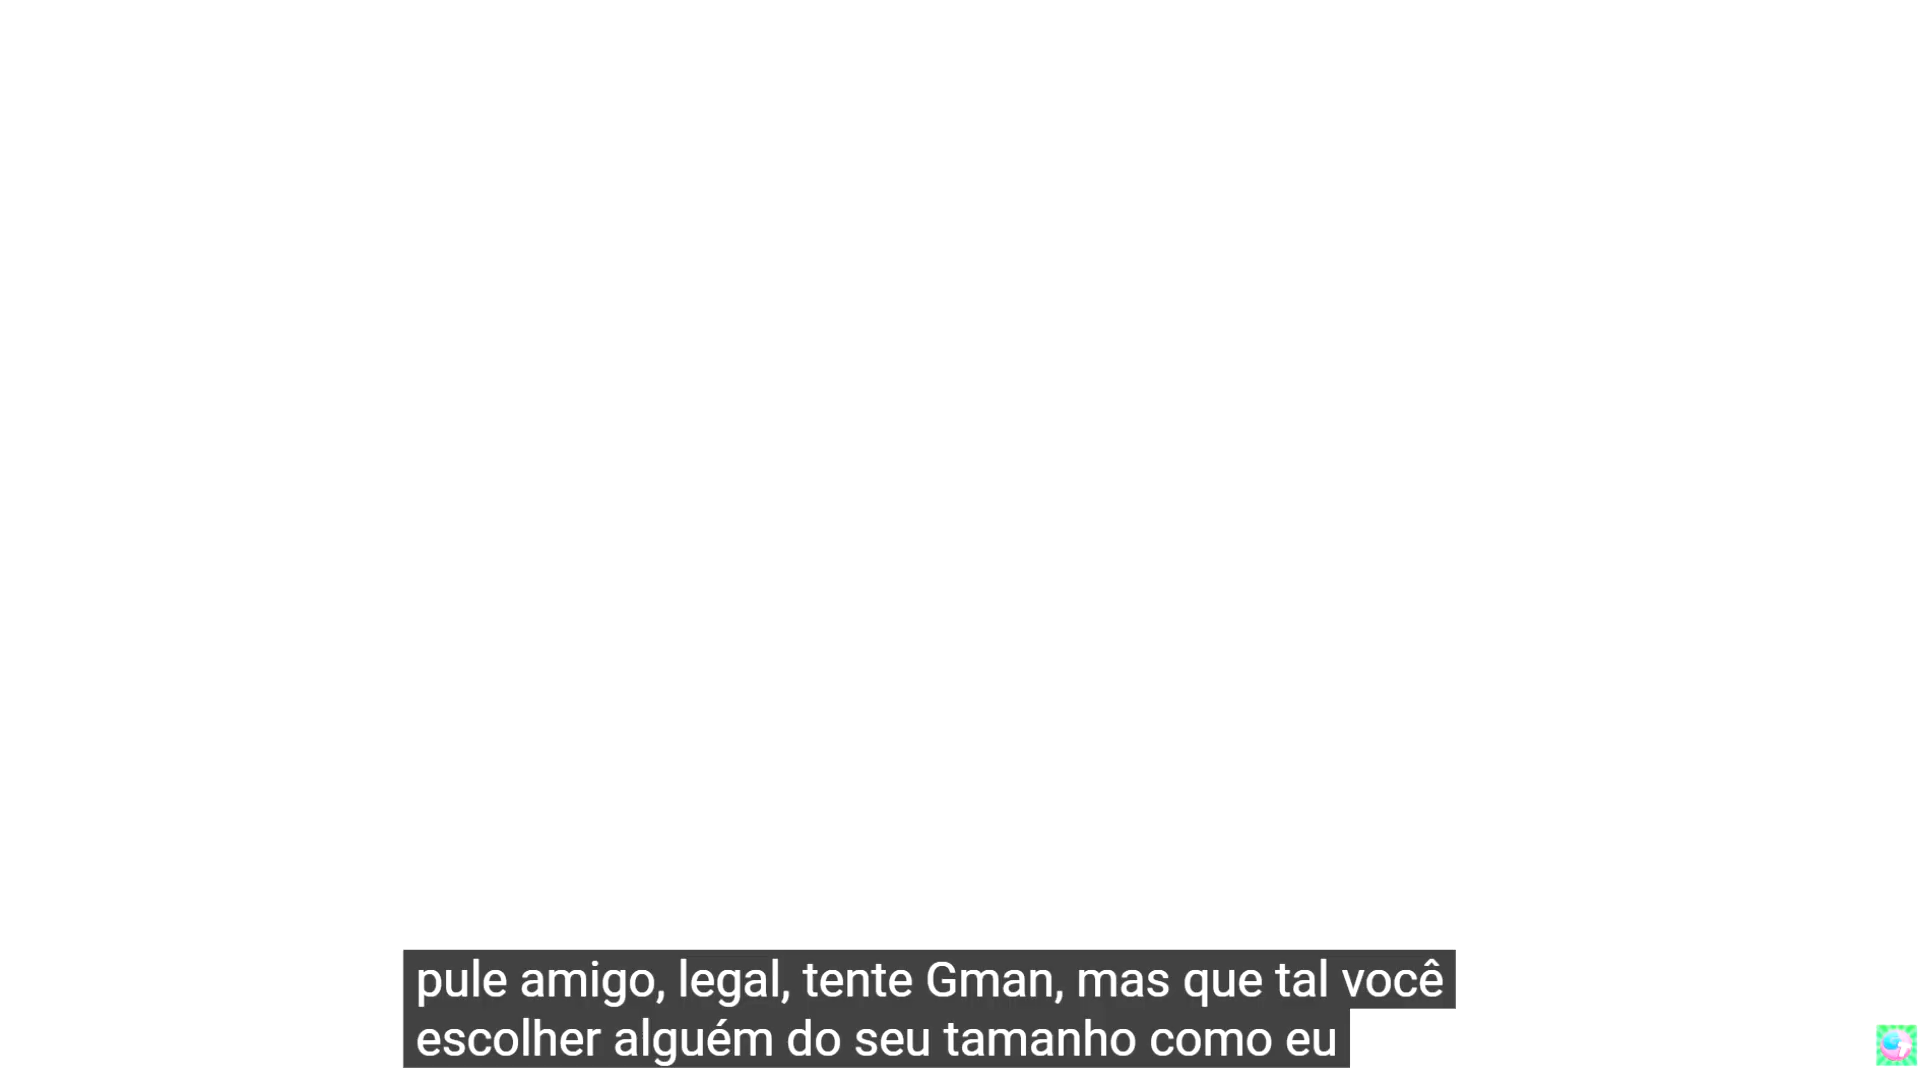 pule amigo, legal, tente Gman, mas que tal você
escolher alguém do seu tamanho como eu